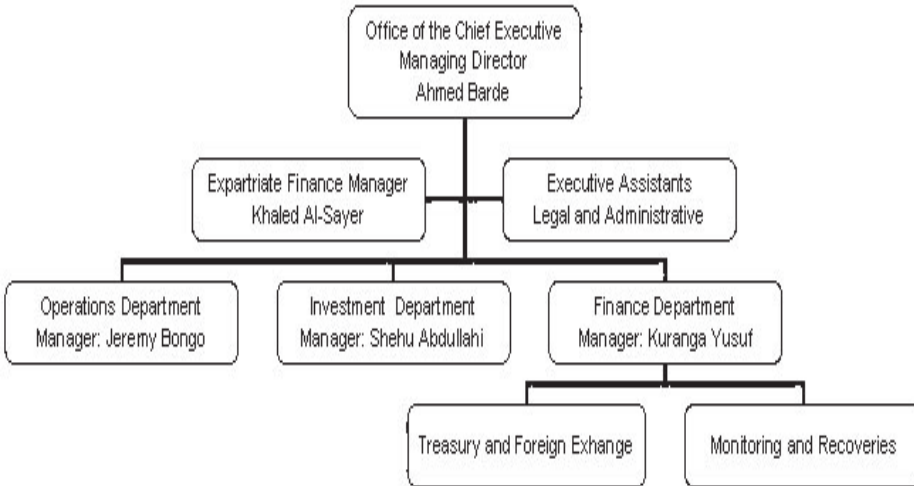 Office of the Chief Executive
Managing Director
Ahmed Barde
Expartriate Finance Manager
Khaled Al-Sayer
Executive Assistants
Legal and Administrative
Operations Department
Manager: Jeremy Bongo
Investment Department
Manager: Shehu Abdullahi
Finance Department
Manager: Kuranga Yusuf
Treasury and Foreign Exhange
Monitoring and Recoveries